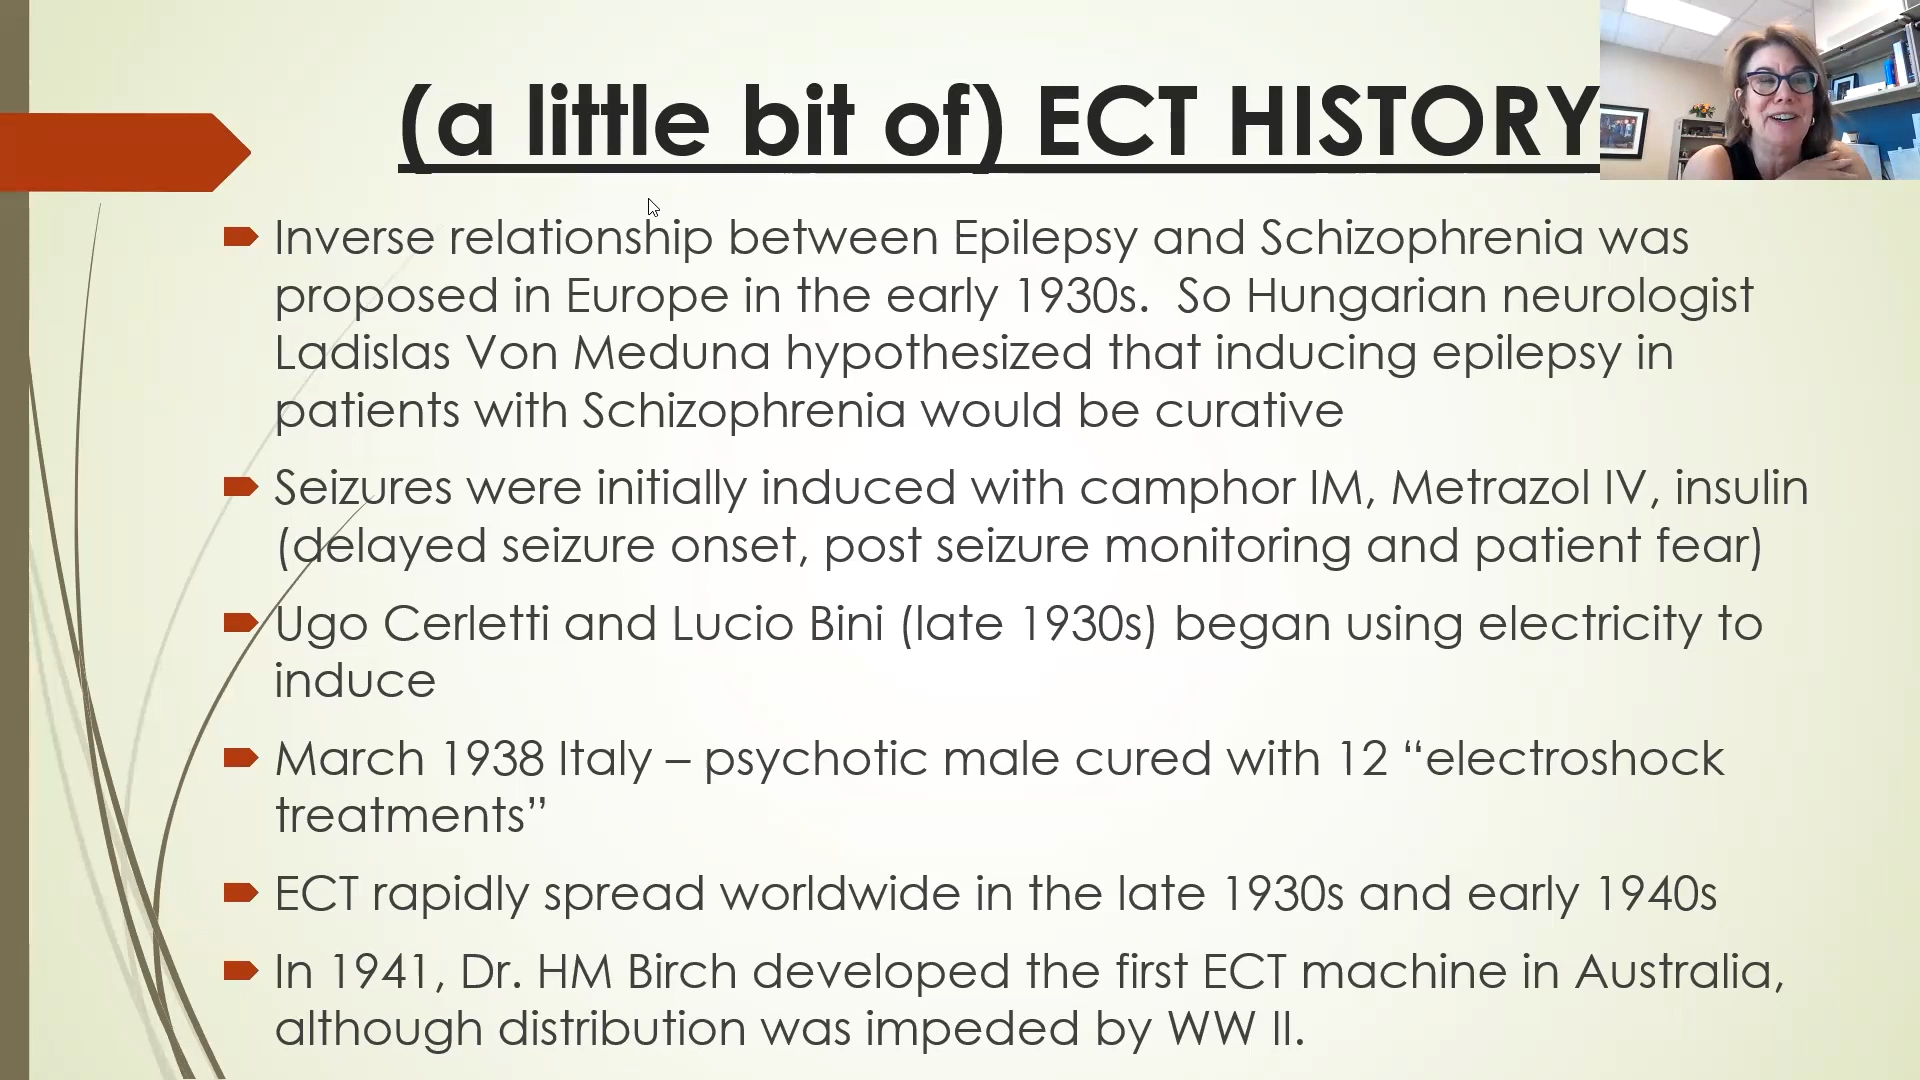 (a little bit of) ECT HISTORY
Inverse relationship between Epilepsy and Schizophrenia was
proposed in Europe in the early 1930s.  So Hungarian neurologist
Ladislas Von Meduna hypothesized that inducing epilepsy in
patients with Schizophrenia would be curative
Seizures were initially induced with camphor IM, Metrazol IV, insulin
(delayed seizure onset, post seizure monitoring and patient fear)
Ugo Cerletti and Lucio Bini (late 1930s) began using electricity to
induce
March 1938 Italy – psychotic male cured with 12 “electroshock
treatments”
ECT rapidly spread worldwide in the late 1930s and early 1940s
In 1941, Dr. HM Birch developed the first ECT machine in Australia,
although distribution was impeded by WW II.